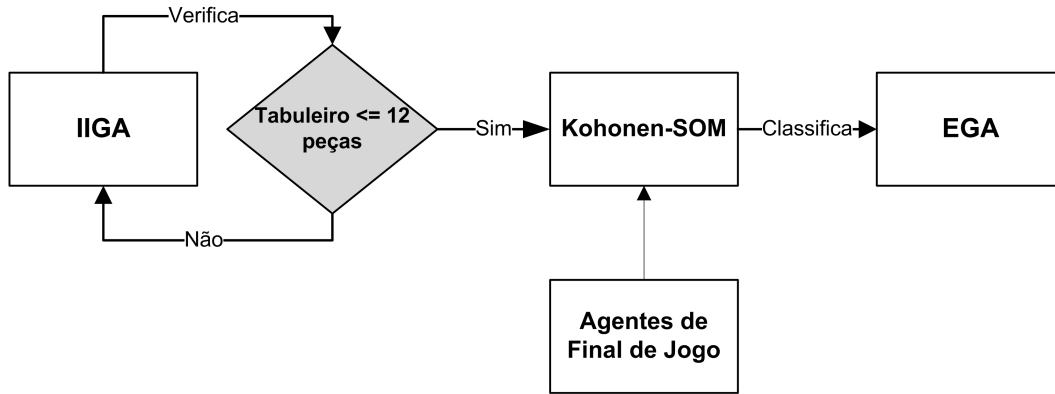 Verifica
IIGA
Tabuleiro <= 12
peças
Sim
Kohonen-SOM
Classifica
EGA
Não
Agentes de
Final de Jogo